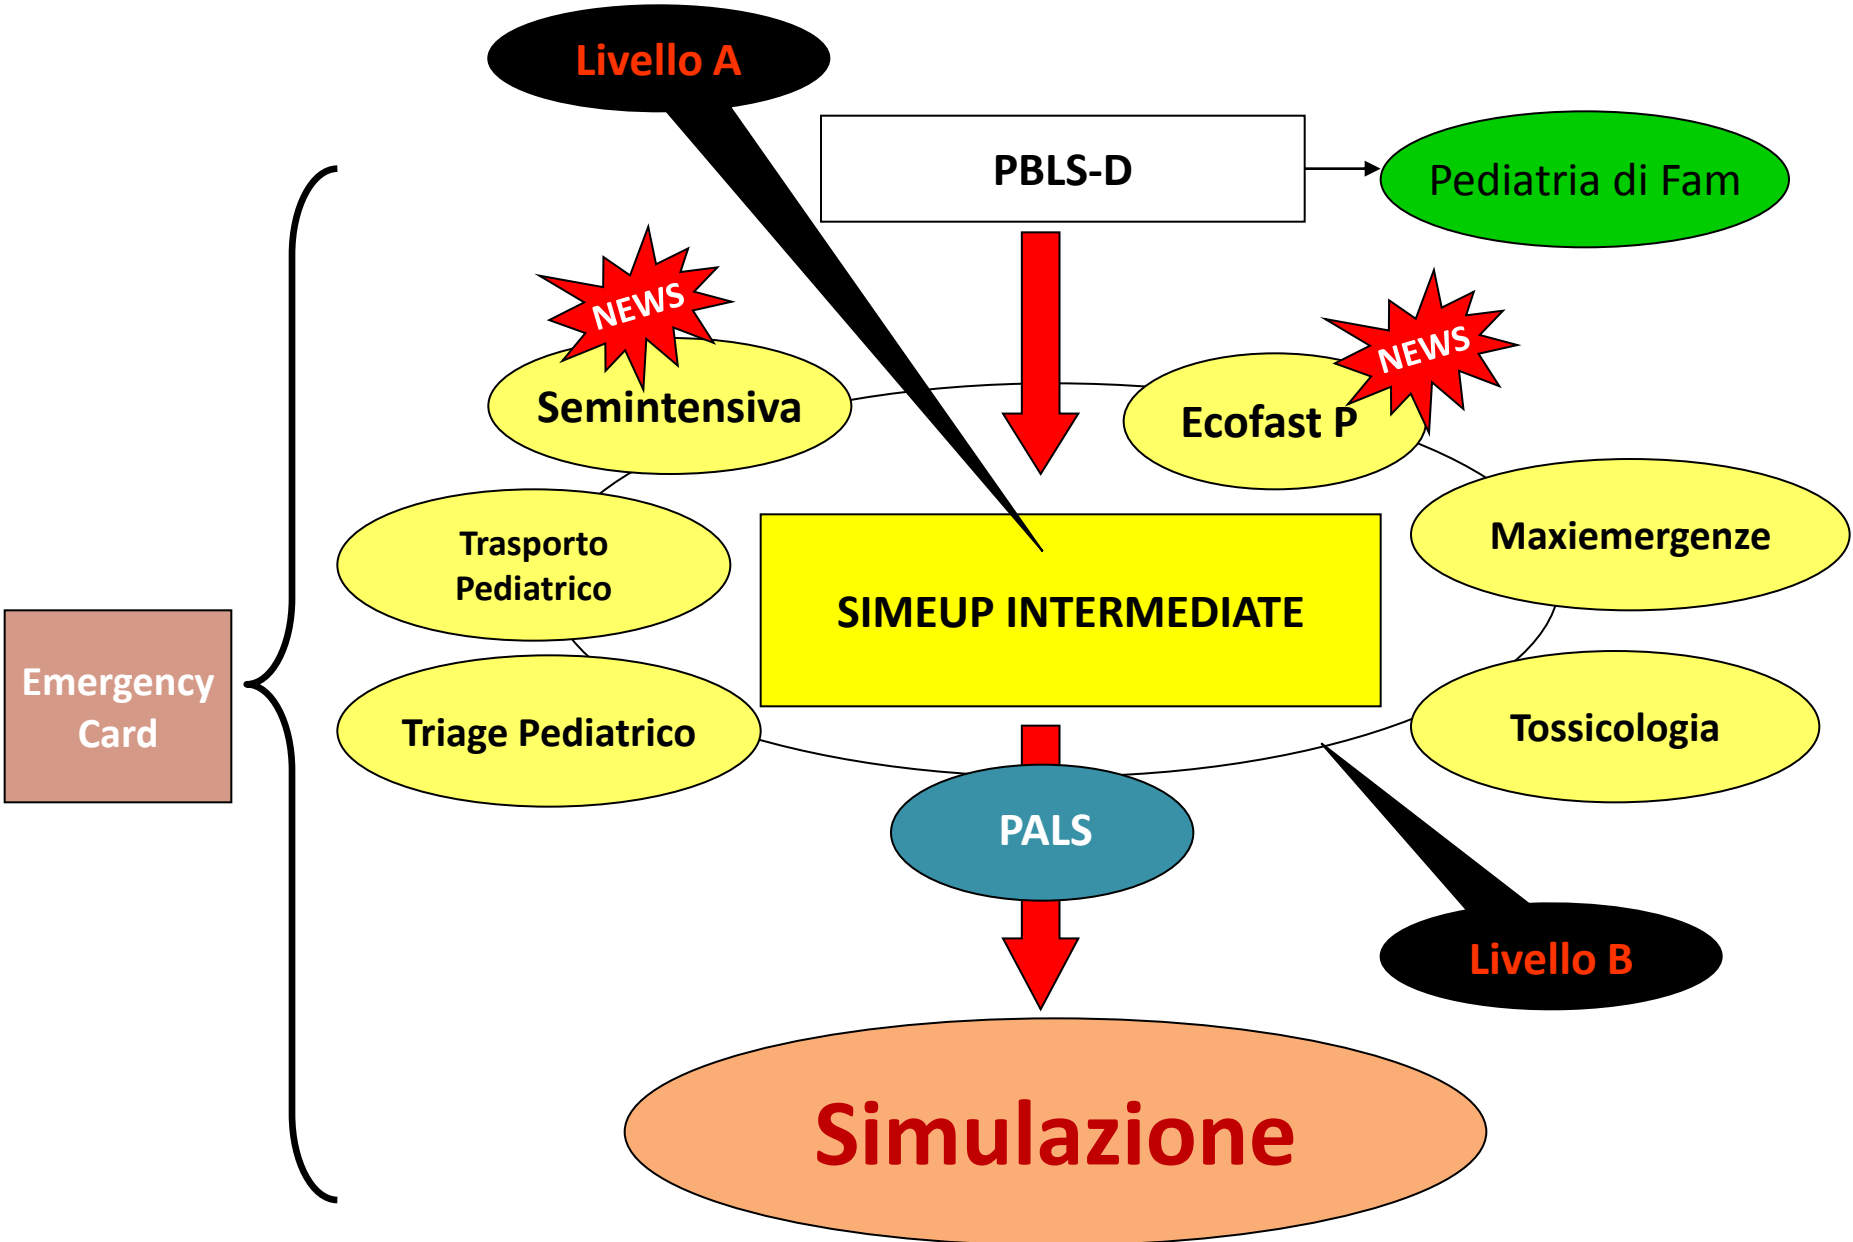 Livello A
PBLS-D
Pediatria di Fam
NEWS
NEWS
Semintensiva
Ecofast P
Trasporto
Pediatrico
Maxiemergenze
SIMEUP INTERMEDIATE
Emergency
Card
Triage Pediatrico
Tossicologia
PALS
Livello B
Simulazione